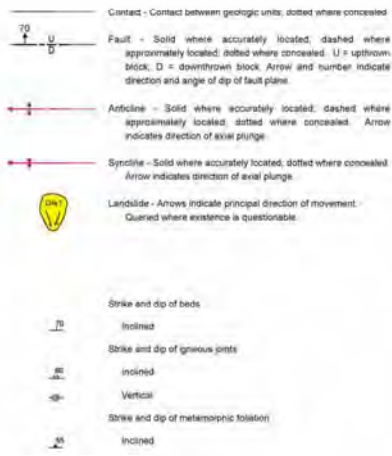 Contact - Contact between geologic units; dotted where concealed
70
U
D
Fault - Solid where accurately located; dashed where
approximately located; dotted where concealed. U = upthrown
block, D = downthrown block. Arrow and number indicate
direction and angle of dip of fault plane.
Anticline - Solid where accurately located; dashed where
approximately located; dotted where concealed. Arrow
indicates direction of axial plunge.
Syncline - Solid where accurately located; dotted where concealed.
Arrow indicates direction of axial plunge.
Landslide - Arrows indicate principal direction of movement.
Queried where existence is questionable.
Strike and dip of beds
70
Inclined
Strike and dip of igneous joints
Inclined
Vertical
Strike and dip of metamorphic foliation
55
Inclined